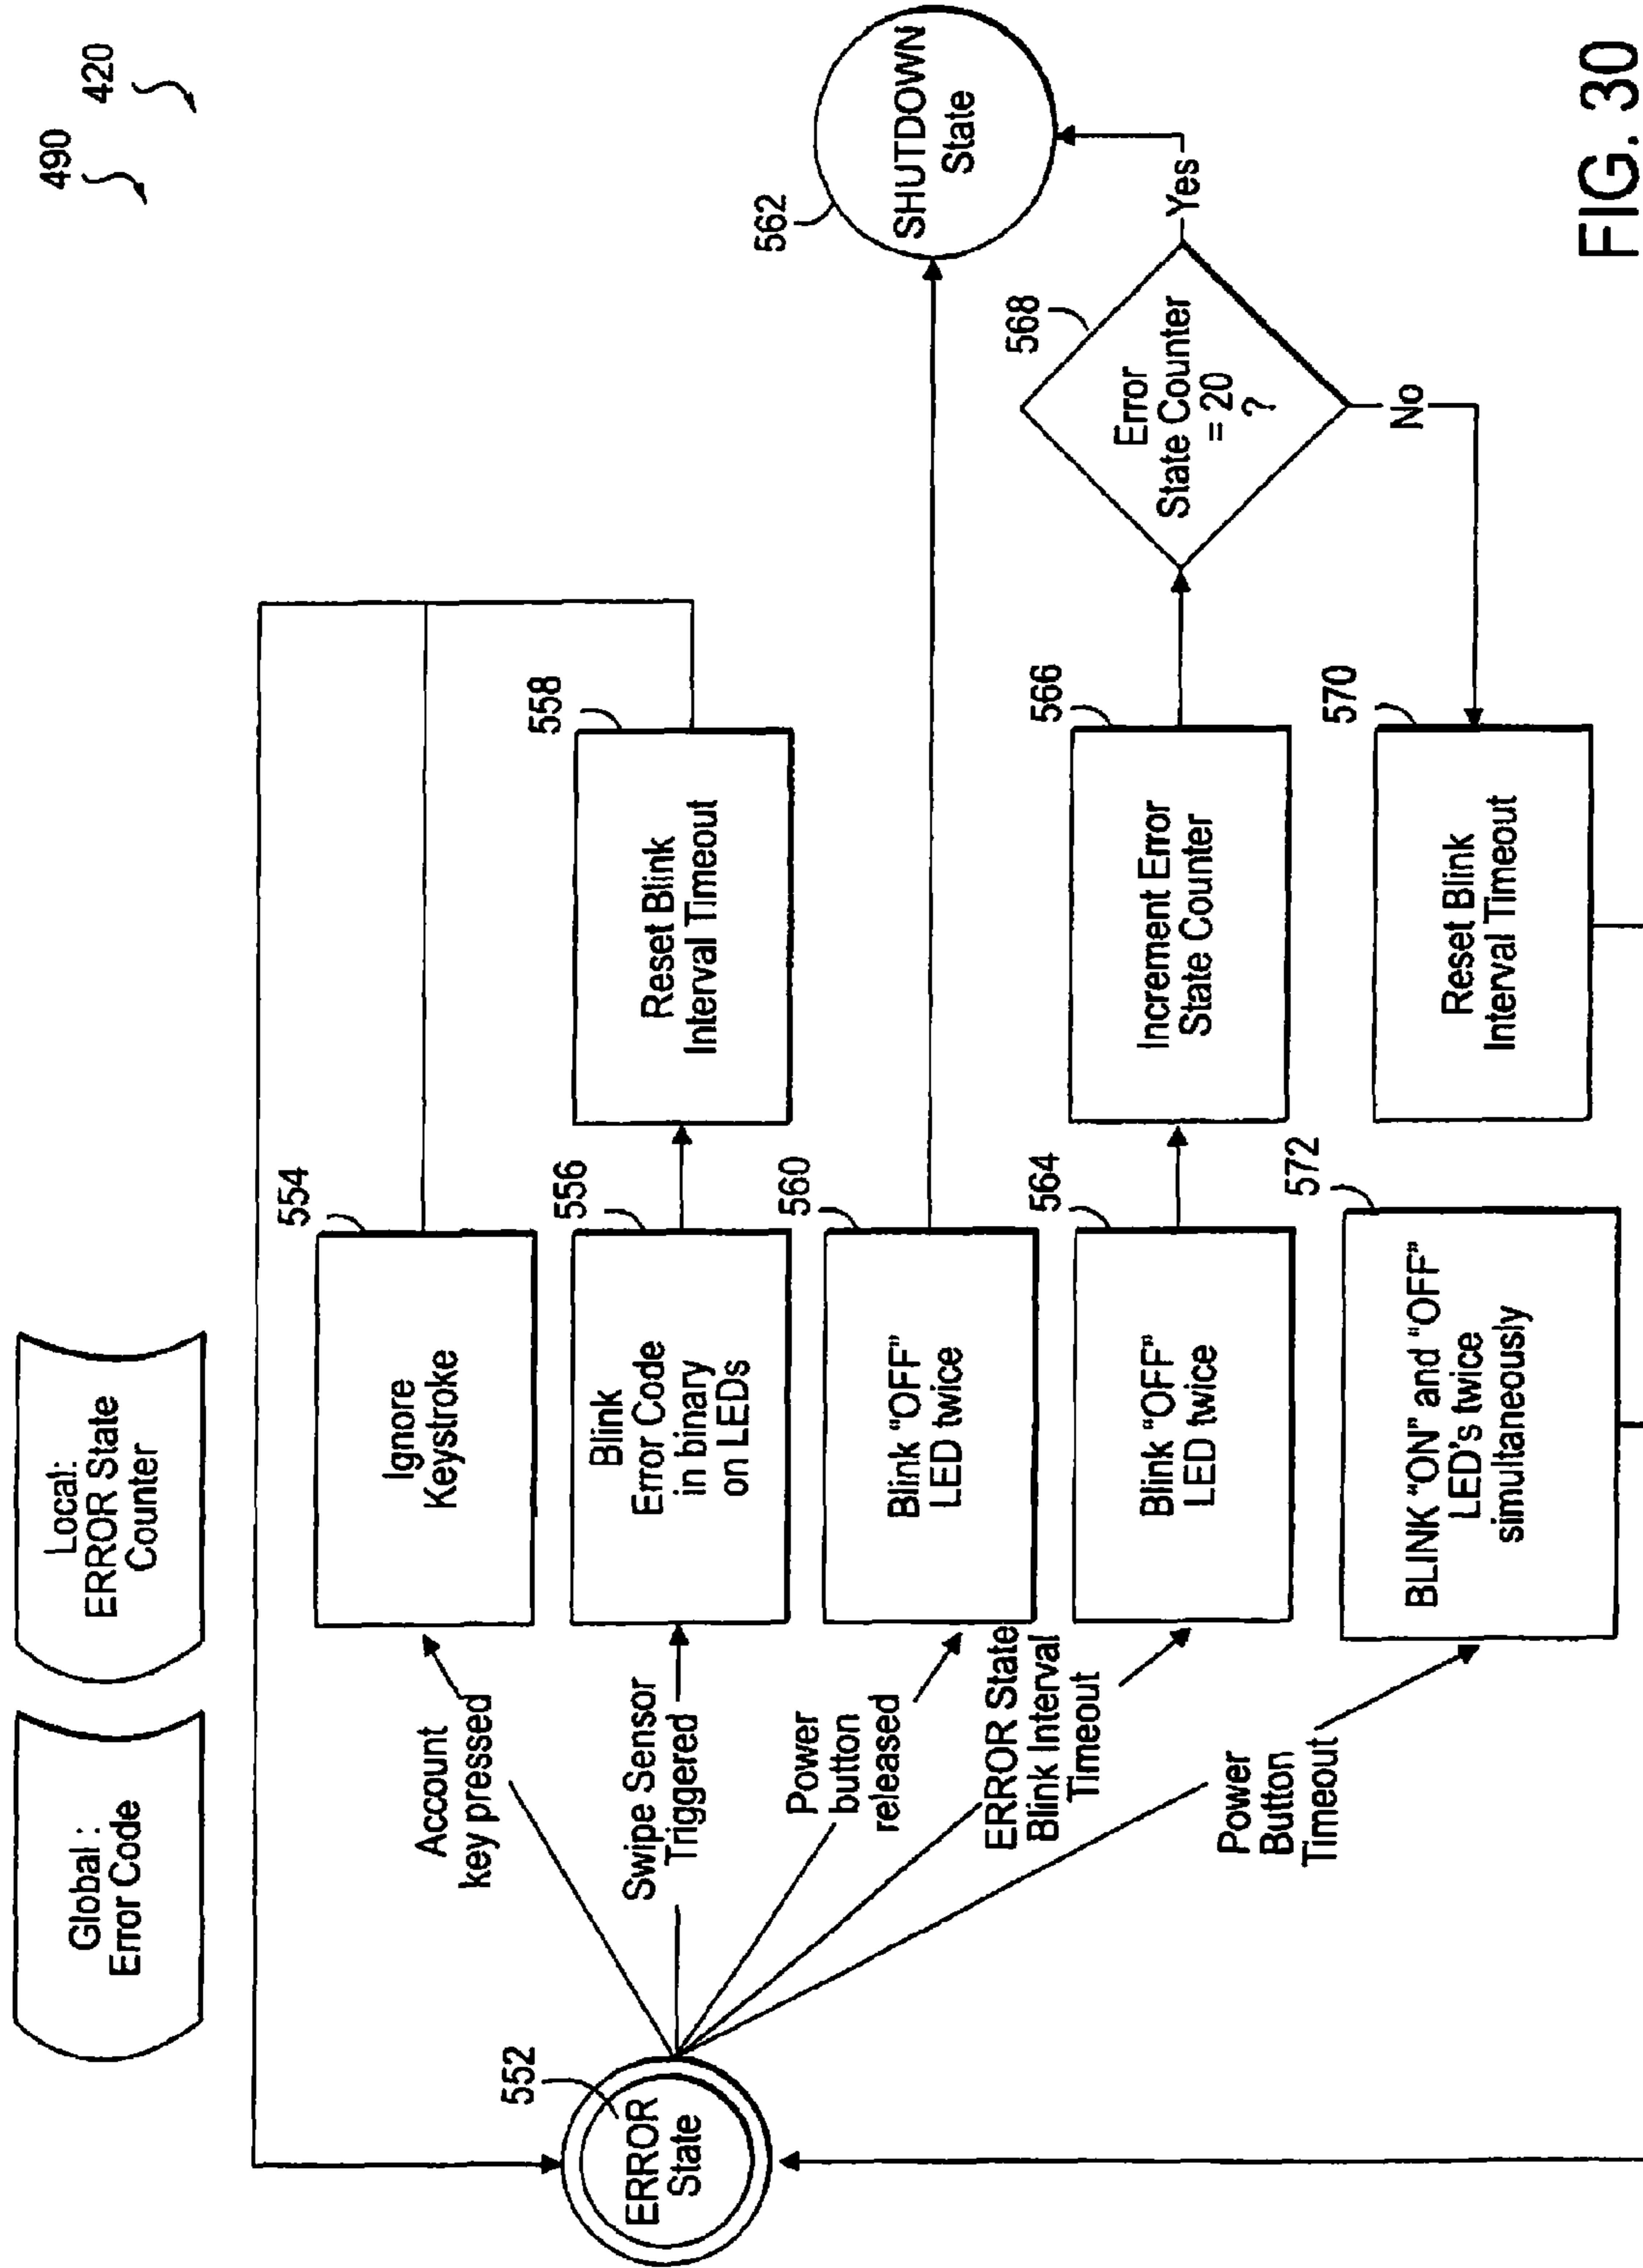 490
420
Global :
Error Code
Local:
ERROR State
Counter
552
ERROR
State
Account
key pressed
554
Ignore
Keystroke
Swipe Sensor
Triggered
556
Blink
Error Code
in binary
on LEDs
558
Reset Blink
Interval Timeout
Power
button
released
560
Blink "OFF"
LED twice
562
SHUTDOWN
State
ERROR State
Blink Interval
Timeout
564
Blink "OFF"
LED twice
566
Increment Error
State Counter
568
Error
State Counter
= 20
?
Yes
No
570
Reset Blink
Interval Timeout
Power
Button
Timeout
572
BLINK "ON" and "OFF"
LED's twice
simultaneously
FIG. 30